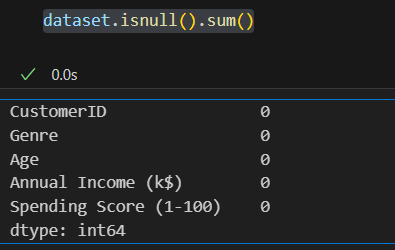 dataset.isnull().sum()
0.0s
CustomerID 0
Genre 0
Age 0
Annual Income (k$) 0
Spending Score (1-100) 0
dtype: int64